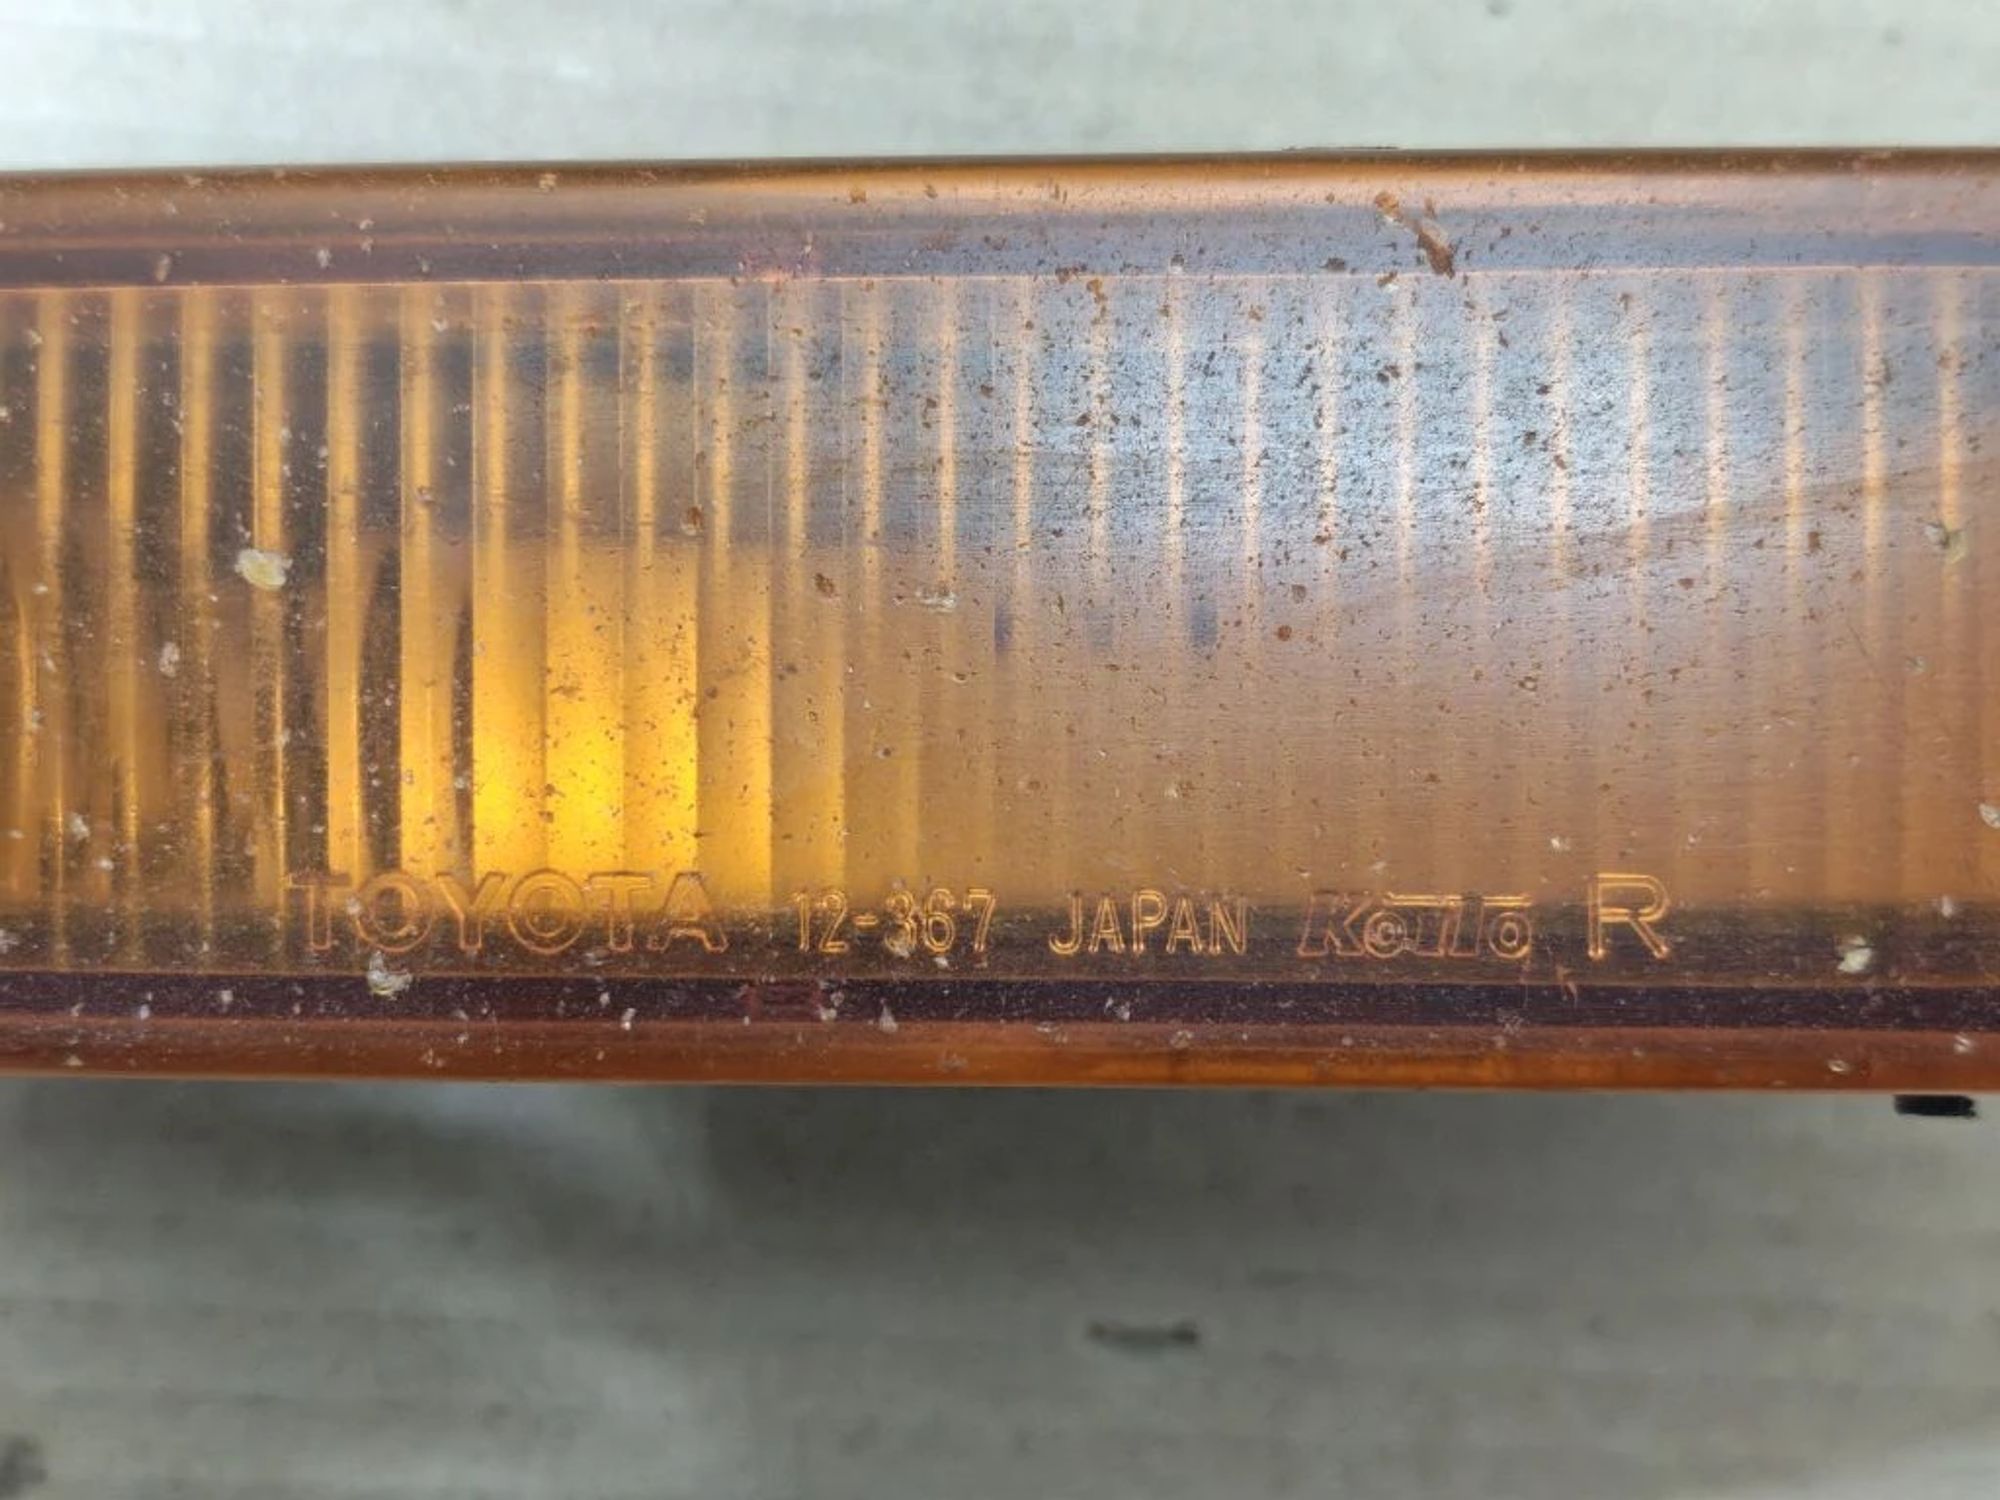 TOYOTA 12-367 JAPAN KOITO R